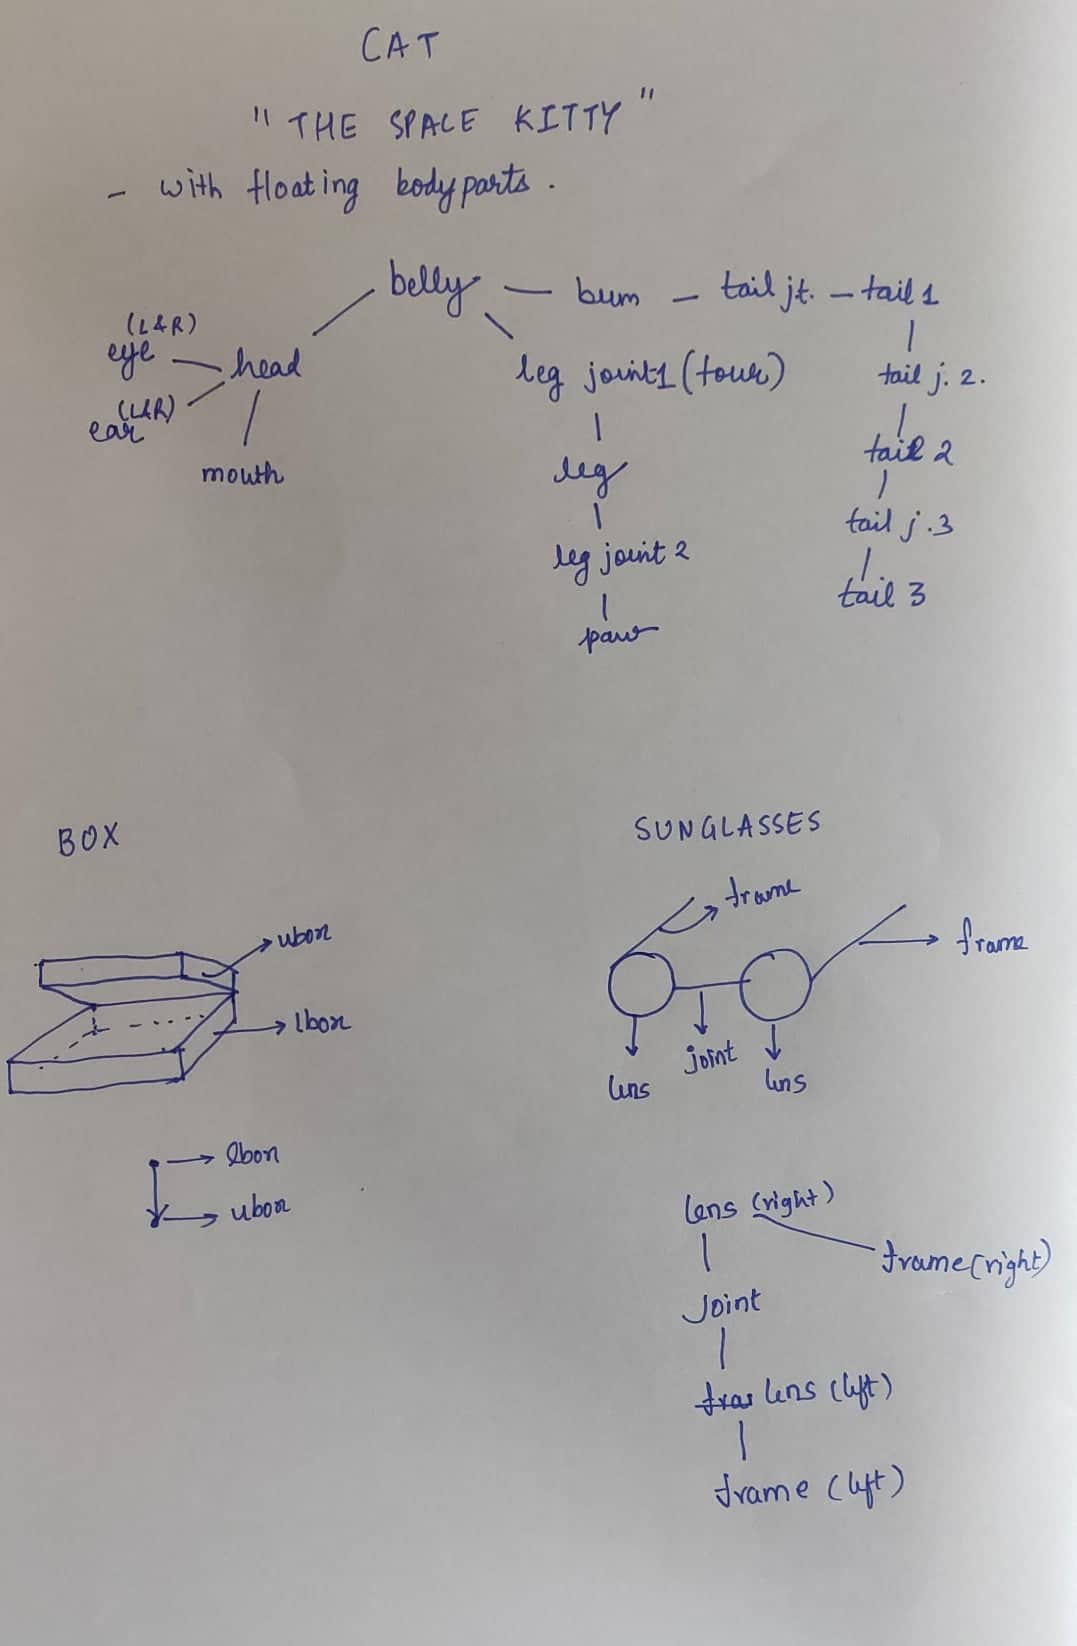 CAT
"THE SPACE KITTY"
- with floating body parts.
belly - bum - tail jt. - tail 1
(L&R)
eye - head
leg joint1 (four)
tail j. 2.
(L&R)
ear
mouth
leg
tail 2
leg joint 2
tail j.3
paw
tail 3
BOX
SUNGLASSES
frame
ubox
frame
lbox
joint
lens
lens
lbox
ubox
lens (right)
frame (right)
Joint
lens (left)
frame (left)